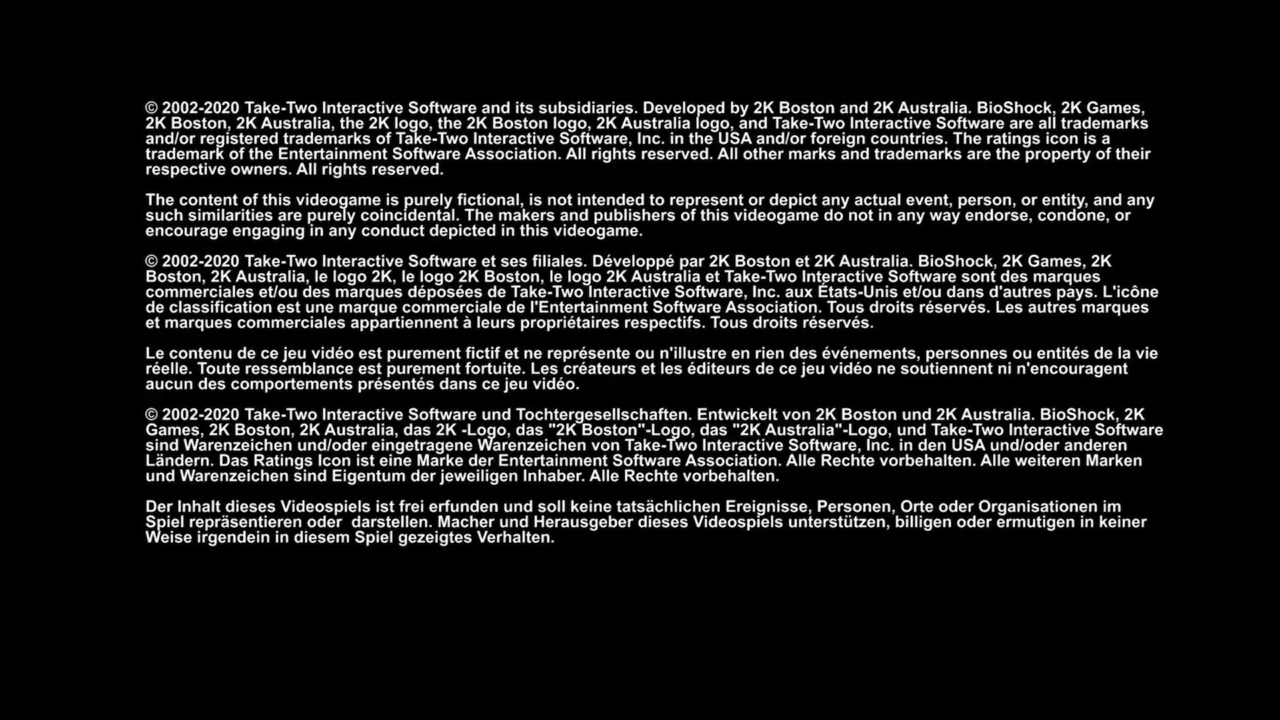 © 2002-2020 Take-Two Interactive Software and its subsidiaries. Developed by 2K Boston and 2K Australia. BioShock, 2K Games,
2K Boston, 2K Australia, the 2K logo, the 2K Boston logo, 2K Australia logo, and Take-Two Interactive Software are all trademarks
and/or registered trademarks of Take-Two Interactive Software, Inc. in the USA and/or foreign countries. The ratings icon is a
trademark of the Entertainment Software Association. All rights reserved. All other marks and trademarks are the property of their
respective owners. All rights reserved.
The content of this videogame is purely fictional, is not intended to represent or depict any actual event, person, or entity, and any
such similarities are purely coincidental. The makers and publishers of this videogame do not in any way endorse, condone, or
encourage engaging in any conduct depicted in this videogame.
© 2002-2020 Take-Two Interactive Software et ses filiales. Développé par 2K Boston et 2K Australia. BioShock, 2K Games, 2K
Boston, 2K Australia, le logo 2K, le logo 2K Boston, le logo 2K Australia et Take-Two Interactive Software sont des marques
commerciales et/ou des marques déposées de Take-Two Interactive Software, Inc. aux États-Unis et/ou dans d'autres pays. L'icône
de classification est une marque commerciale de l'Entertainment Software Association. Tous droits réservés. Les autres marques
et marques commerciales appartiennent à leurs propriétaires respectifs. Tous droits réservés.
Le contenu de ce jeu vidéo est purement fictif et ne représente ou n'illustre en rien des événements, personnes ou entités de la vie
réelle. Toute ressemblance est purement fortuite. Les créateurs et les éditeurs de ce jeu vidéo ne soutiennent ni n'encouragent
aucun des comportements présentés dans ce jeu vidéo.
© 2002-2020 Take-Two Interactive Software und Tochtergesellschaften. Entwickelt von 2K Boston und 2K Australia. BioShock, 2K
Games, 2K Boston, 2K Australia, das 2K -Logo, das "2K Boston"-Logo, das "2K Australia"-Logo, und Take-Two Interactive Software
sind Warenzeichen und/oder eingetragene Warenzeichen von Take-Two Interactive Software, Inc. in den USA und/oder anderen
Ländern. Das Ratings Icon ist eine Marke der Entertainment Software Association. Alle Rechte vorbehalten. Alle weiteren Marken
und Warenzeichen sind Eigentum der jeweiligen Inhaber. Alle Rechte vorbehalten.
Der Inhalt dieses Videospiels ist frei erfunden und soll keine tatsächlichen Ereignisse, Personen, Orte oder Organisationen im
Spiel repräsentieren oder  darstellen. Macher und Herausgeber dieses Videospiels unterstützen, billigen oder ermutigen in keiner
Weise irgendein in diesem Spiel gezeigtes Verhalten.